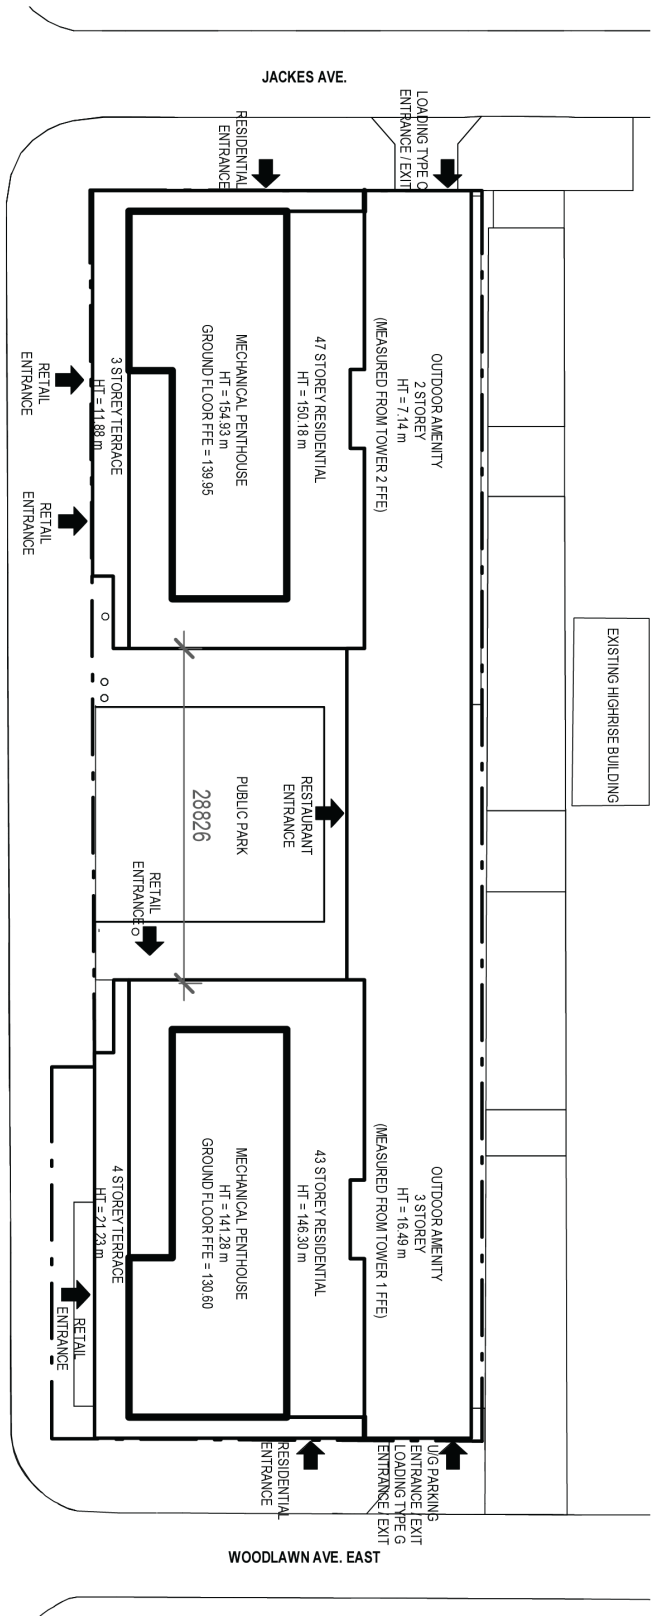 JACKES AVE.
LOADING TYPE C
ENTRANCE / EXIT
RESIDENTIAL
ENTRANCE
OUTDOOR AMENITY
2 STOREY
HT = 7.14 m
(MEASURED FROM TOWER 2 FFE)
47 STOREY RESIDENTIAL
HT = 150.18 m
MECHANICAL PENTHOUSE
HT = 154.93 m
GROUND FLOOR FFE = 139.95
3 STOREY TERRACE
HT = 11.88 m
RETAIL
ENTRANCE
RETAIL
ENTRANCE
EXISTING HIGHRISE BUILDING
RESTAURANT
ENTRANCE
PUBLIC PARK
28826
RETAIL
ENTRANCE
OUTDOOR AMENITY
3 STOREY
HT = 16.49 m
(MEASURED FROM TOWER 1 FFE)
43 STOREY RESIDENTIAL
HT = 146.30 m
MECHANICAL PENTHOUSE
HT = 141.28 m
GROUND FLOOR FFE = 130.60
4 STOREY TERRACE
HT = 21.23 m
RETAIL
ENTRANCE
U/G PARKING
ENTRANCE / EXIT
LOADING TYPE G
ENTRANCE / EXIT
RESIDENTIAL
ENTRANCE
WOODLAWN AVE. EAST